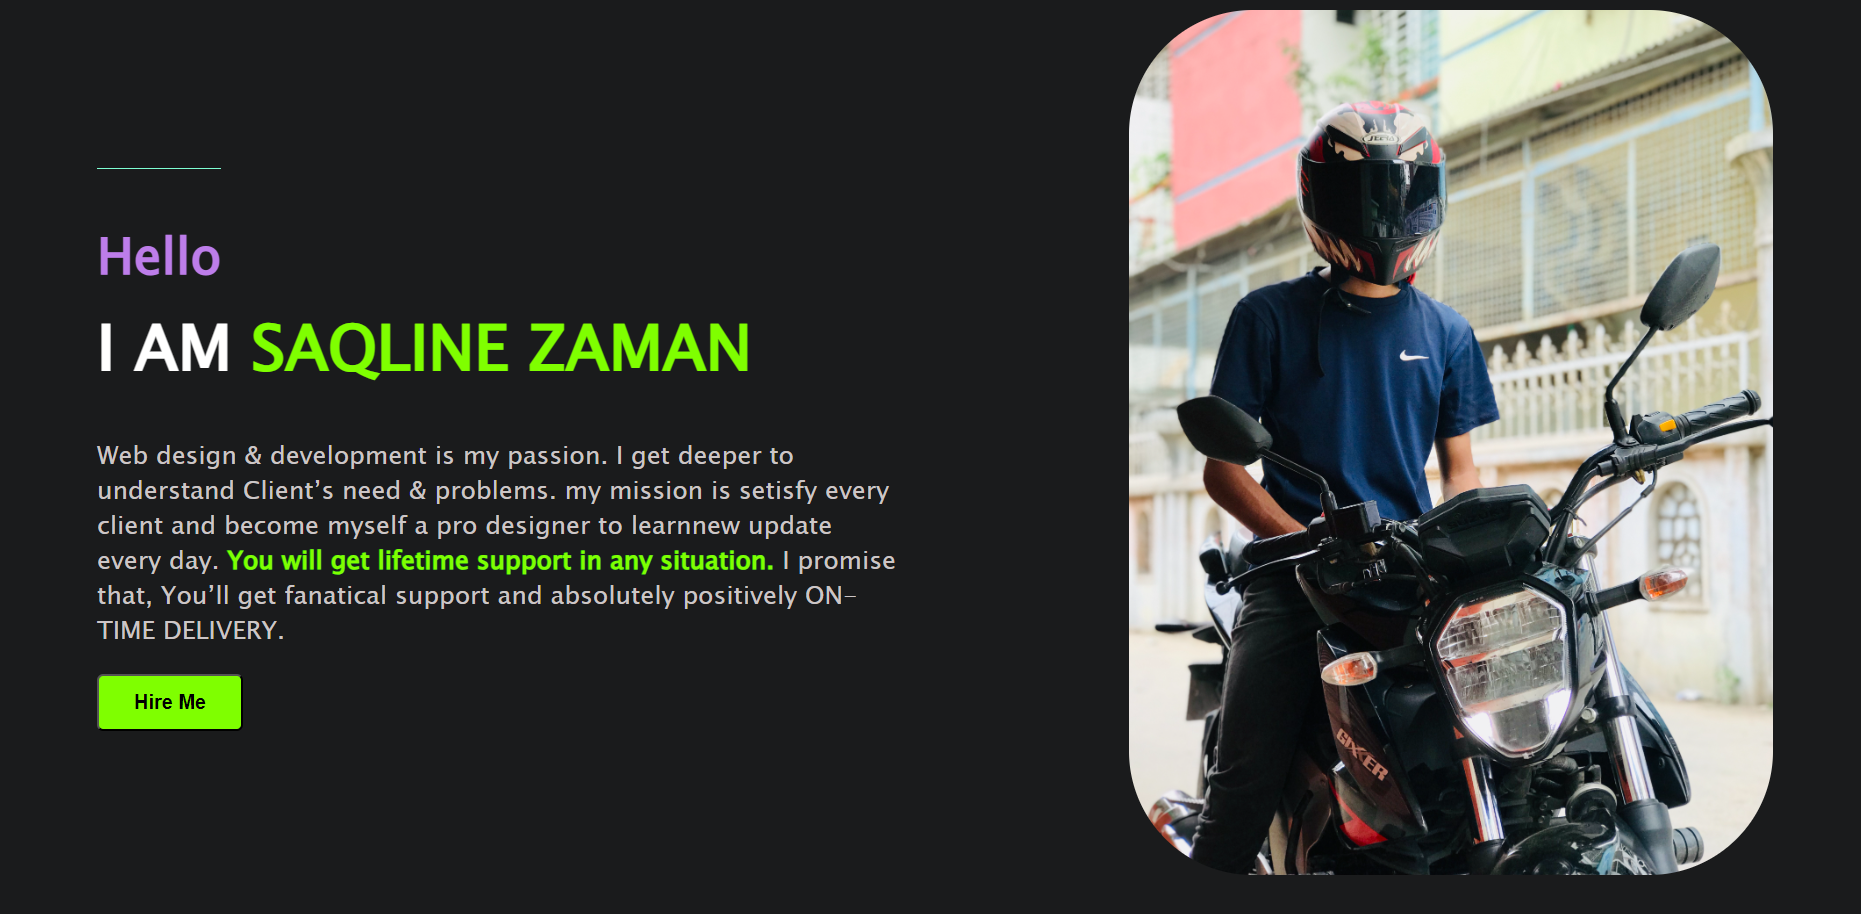 Hello
I AM SAQLINE ZAMAN
Web design & development is my passion. I get deeper to
understand Client’s need & problems. my mission is setisfy every
client and become myself a pro designer to learnnew update
every day. You will get lifetime support in any situation. I promise
that, You’ll get fanatical support and absolutely positively ON-
TIME DELIVERY.
Hire Me
GIXXER